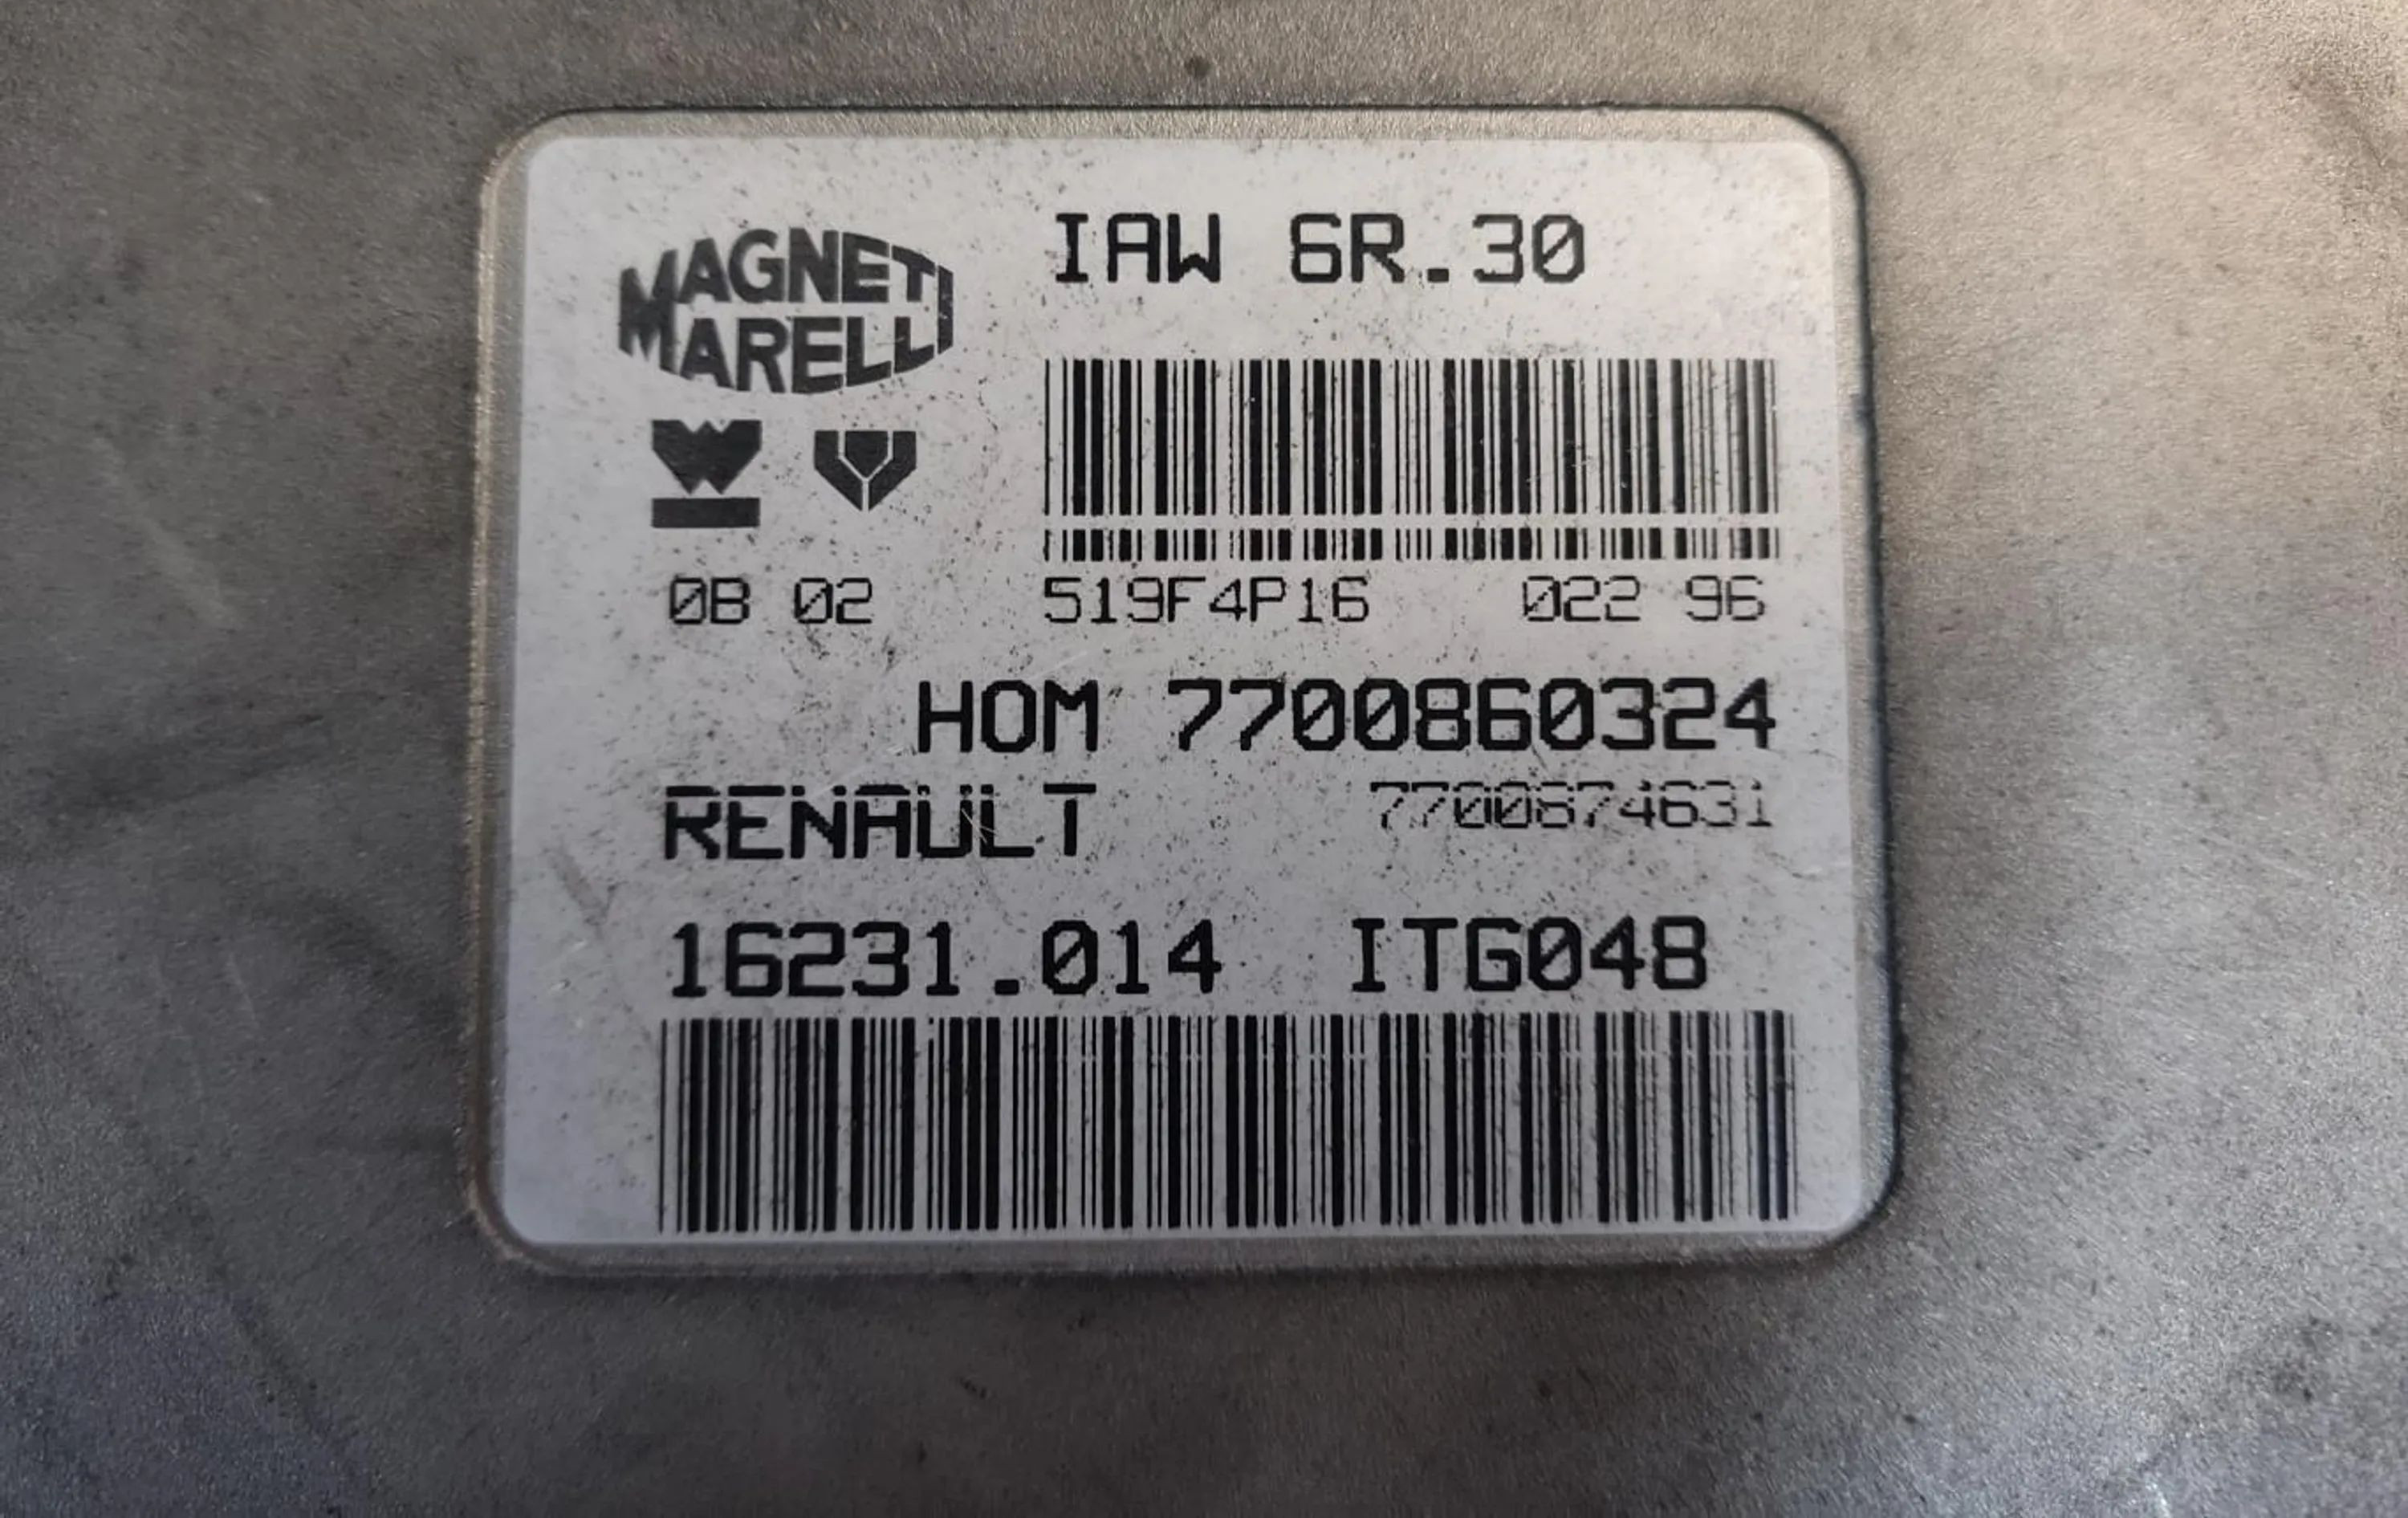 MAGNETI
MARELLI
IAW 6R.30
0B 02 519F4P16 022 96
HOM 7700860324
RENAULT 7700874631
16231.014 ITG048